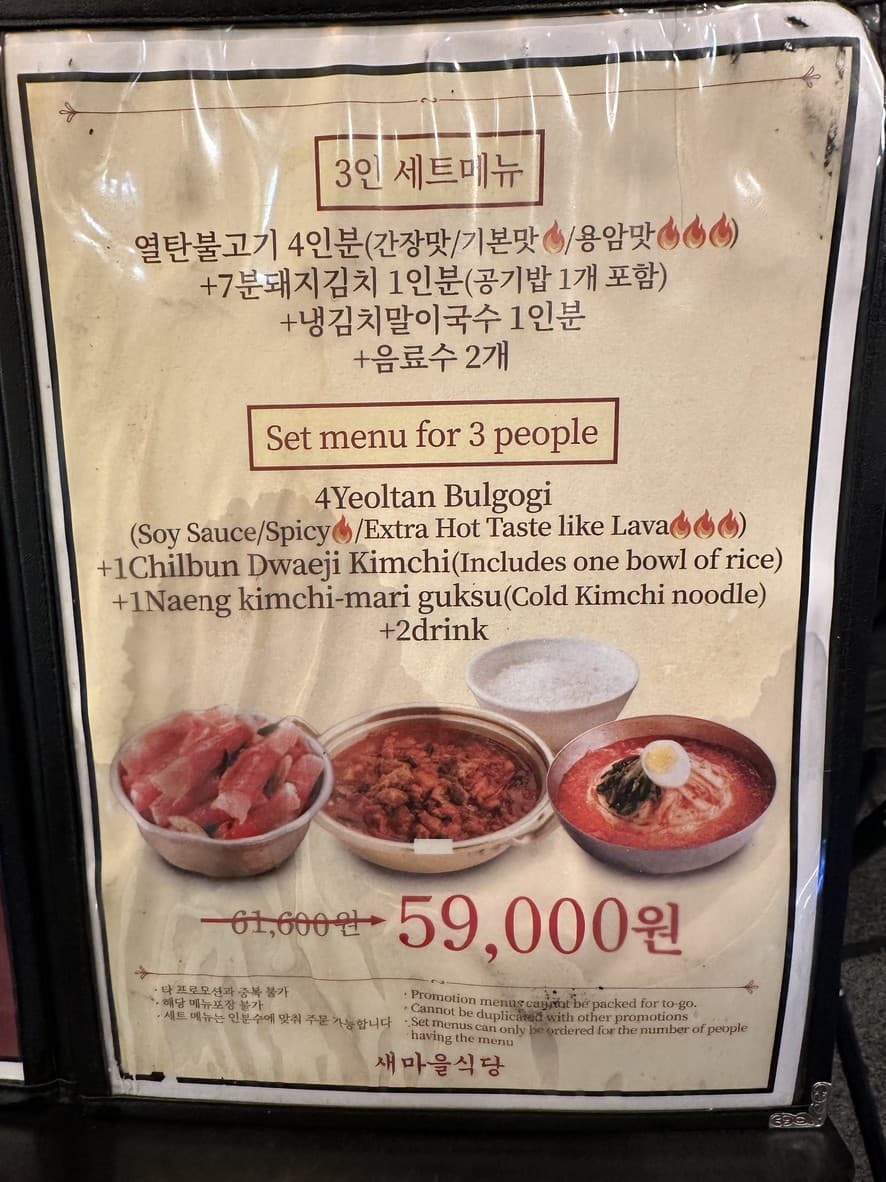 3인 세트메뉴
열탄불고기 4인분(간장맛/기본맛🔥/용암맛🔥🔥🔥)
+7분돼지김치 1인분(공기밥 1개 포함)
+냉김치말이국수 1인분
+음료수 2개
Set menu for 3 people
4Yeoltan Bulgogi
(Soy Sauce/Spicy🔥/Extra Hot Taste like Lava🔥🔥🔥)
+1Chilbun Dwaeji Kimchi(Includes one bowl of rice)
+1Naeng kimchi-mari guksu(Cold Kimchi noodle)
+2drink
61,600원 59,000원
· 타 프로모션과 중복 불가
· 해당 메뉴포장 불가
· 세트 메뉴는 인분수에 맞춰 주문 가능합니다
· Promotion menus cannot be packed for to-go.
· Cannot be duplicated with other promotions
· Set menus can only be ordered for the number of people
having the menu
새마을식당